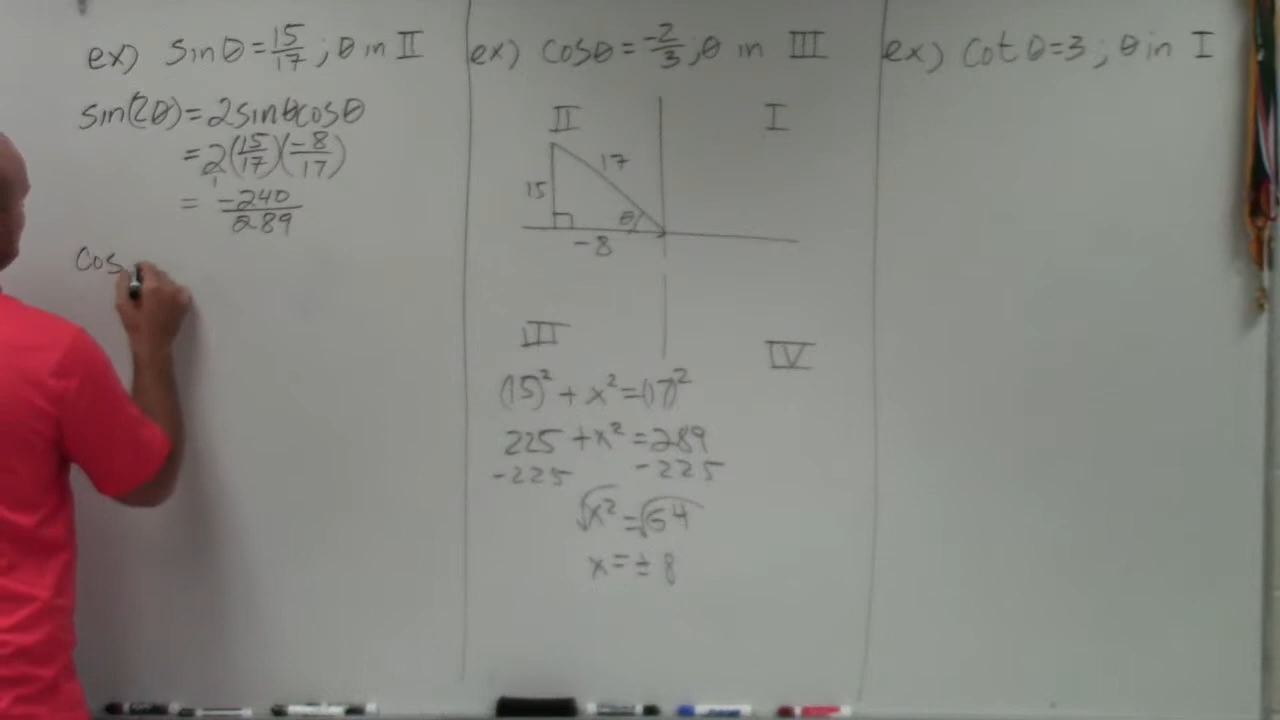 ex) sinθ = 15/17 ; θ in II
sin(2θ) = 2sinθcosθ
= 2(15/17)(-8/17)
1
= -240/289
cos
ex) cosθ = -2/3 ; θ in III
II
I
17
15
θ
-8
III
IV
(15)² + x² = (17)²
225 + x² = 289
-225 -225
√x² = √64
x = ± 8
ex) cot θ = 3 ; θ in I